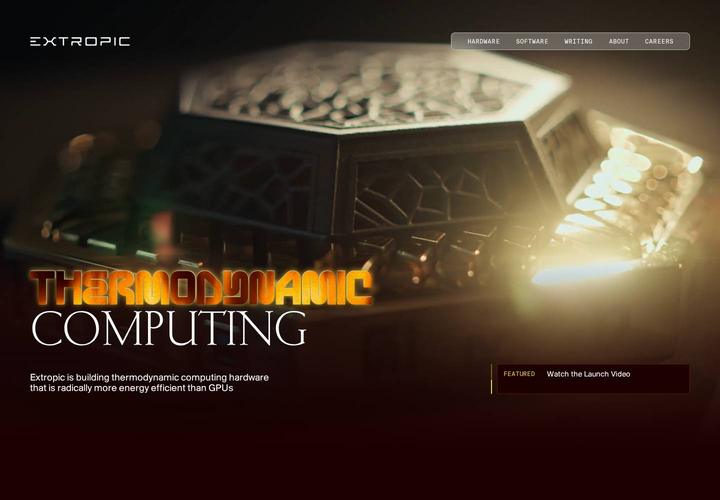 EXTROPIC
HARDWARE SOFTWARE WRITING ABOUT CAREERS
THERMODYNAMIC
COMPUTING
Extropic is building thermodynamic computing hardware
that is radically more energy efficient than GPUs
FEATURED Watch the Launch Video